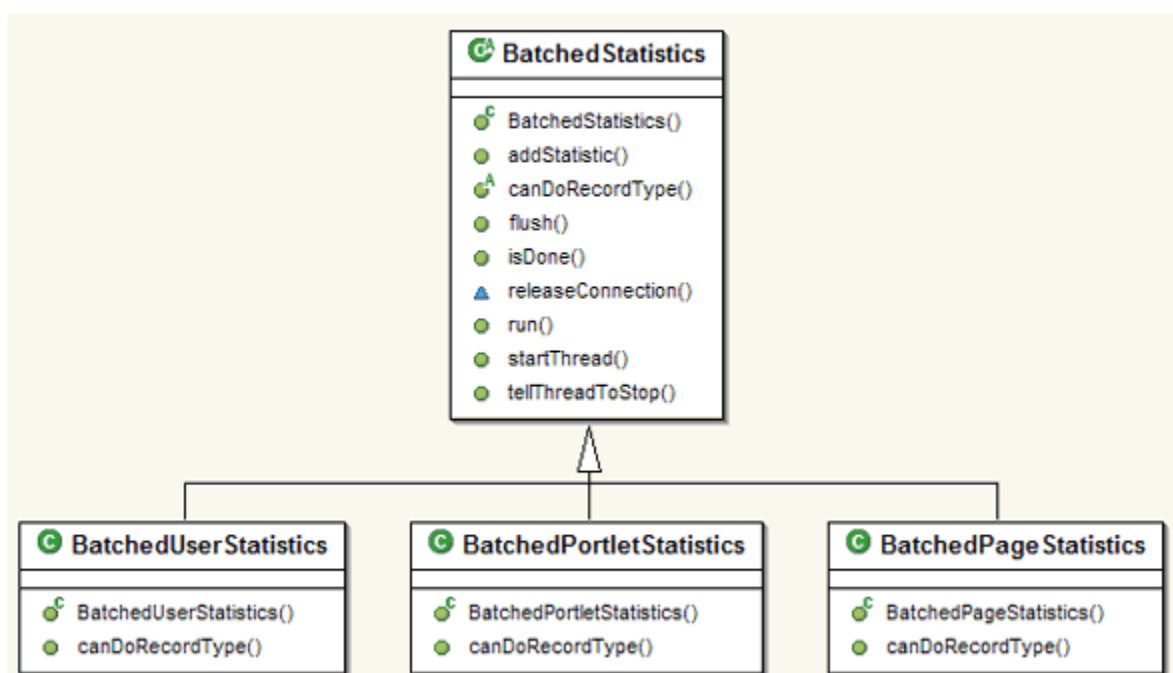 BatchedStatistics
BatchedStatistics()
addStatistic()
canDoRecordType()
flush()
isDone()
releaseConnection()
run()
startThread()
tellThreadToStop()
BatchedUserStatistics
BatchedUserStatistics()
canDoRecordType()
BatchedPortletStatistics
BatchedPortletStatistics()
canDoRecordType()
BatchedPageStatistics
BatchedPageStatistics()
canDoRecordType()